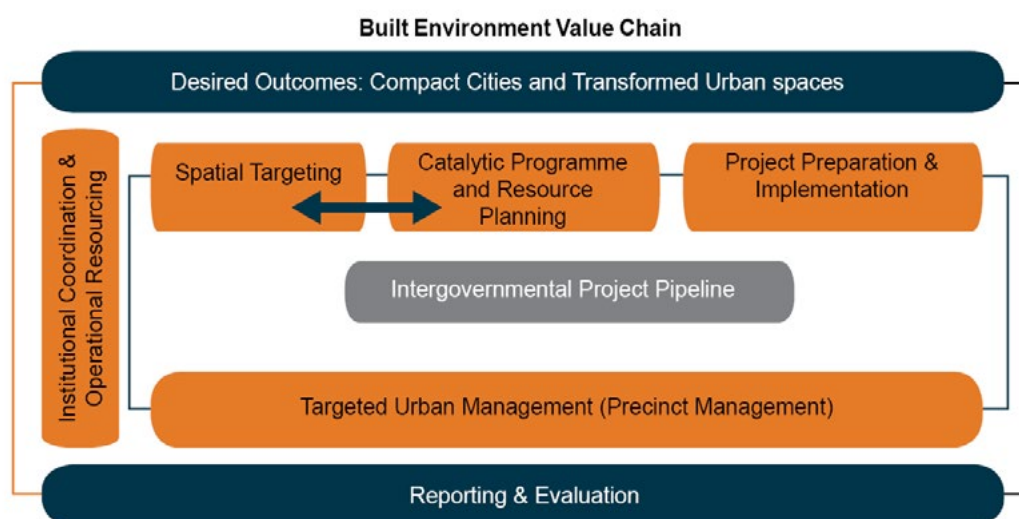 Built Environment Value Chain
Desired Outcomes: Compact Cities and Transformed Urban spaces
Institutional Coordination &
Operational Resourcing
Spatial Targeting
Catalytic Programme
and Resource
Planning
Project Preparation &
Implementation
Intergovernmental Project Pipeline
Targeted Urban Management (Precinct Management)
Reporting & Evaluation